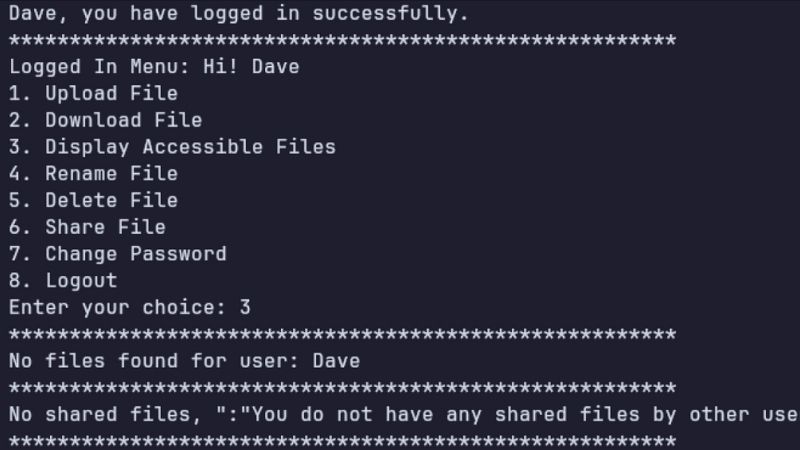 Dave, you have logged in successfully.
*******************************************************
Logged In Menu: Hi! Dave
1. Upload File
2. Download File
3. Display Accessible Files
4. Rename File
5. Delete File
6. Share File
7. Change Password
8. Logout
Enter your choice: 3
*******************************************************
No files found for user: Dave
*******************************************************
No shared files, ":"You do not have any shared files by other use
*******************************************************